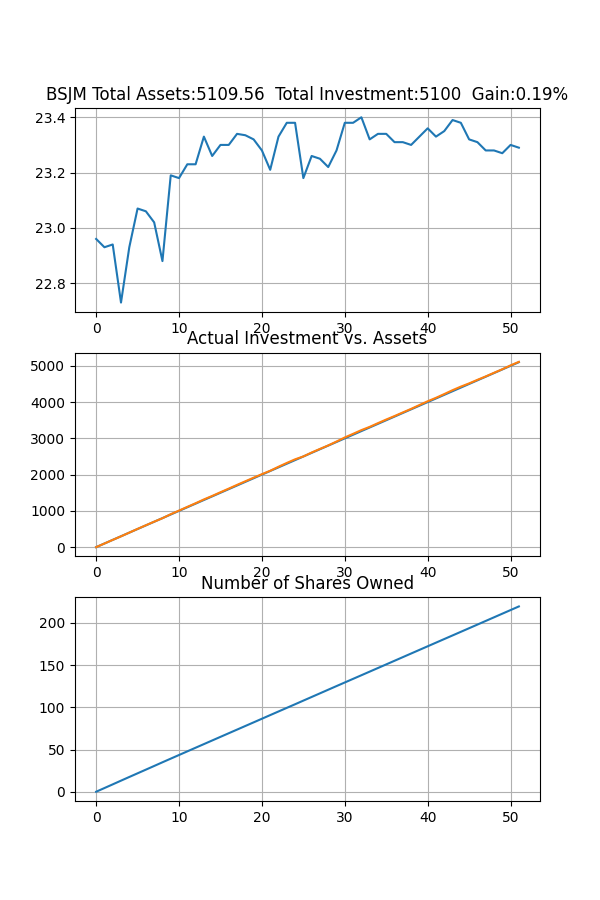 BSJM Total Assets:5109.56  Total Investment:5100  Gain:0.19%
23.4
23.2
23.0
22.8
0 10 20 30 40 50
Actual Investment vs. Assets
5000
4000
3000
2000
1000
0
0 10 20 30 40 50
Number of Shares Owned
200
150
100
50
0
0 10 20 30 40 50